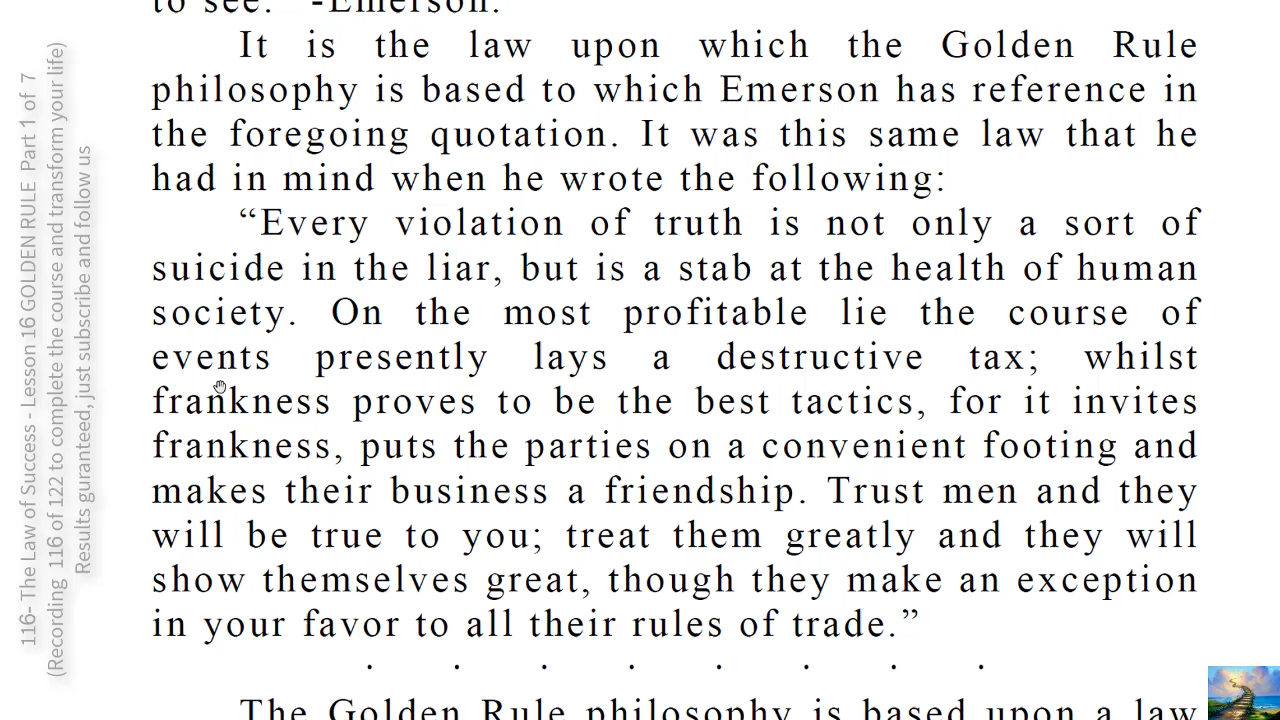 to see." -Emerson.
It is the law upon which the Golden Rule
philosophy is based to which Emerson has reference in
the foregoing quotation. It was this same law that he
had in mind when he wrote the following:
“Every violation of truth is not only a sort of
suicide in the liar, but is a stab at the health of human
society. On the most profitable lie the course of
events presently lays a destructive tax; whilst
frankness proves to be the best tactics, for it invites
frankness, puts the parties on a convenient footing and
makes their business a friendship. Trust men and they
will be true to you; treat them greatly and they will
show themselves great, though they make an exception
in your favor to all their rules of trade.”
. . . . . . . .
The Golden Rule philosophy is based upon a law
116- The Law of Success - Lesson 16 GOLDEN RULE Part 1 of 7
(Recording 116 of 122 to complete the course and transform your life)
Results guranteed, just subscribe and follow us